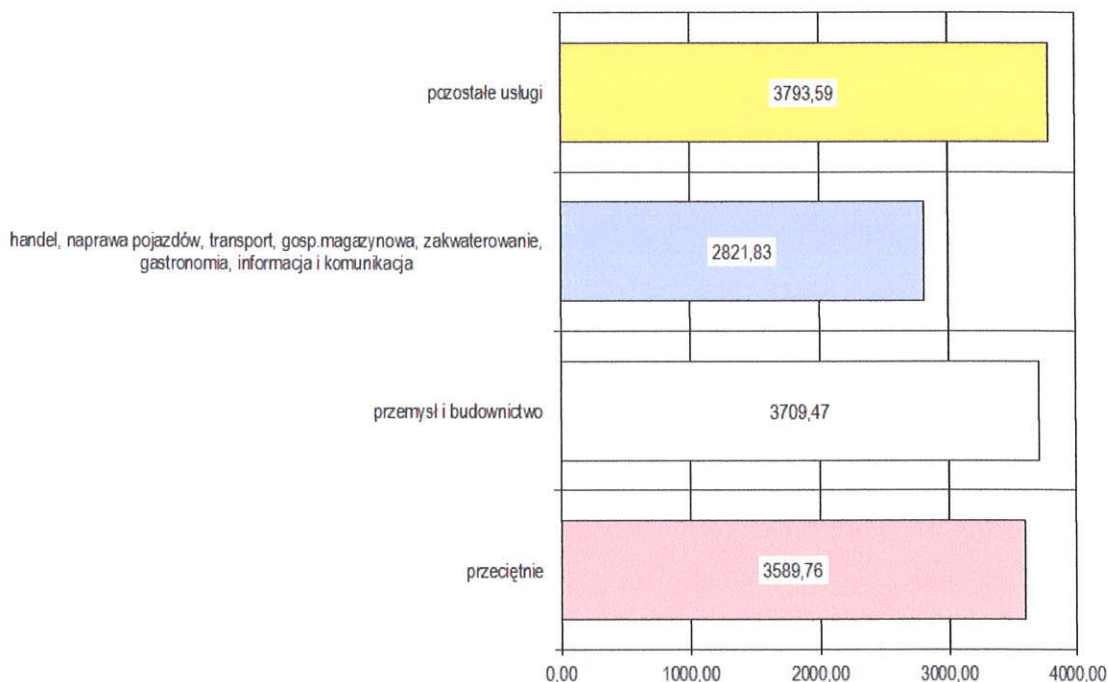 pozostałe usługi
3793,59
handel, naprawa pojazdów, transport, gosp.magazynowa, zakwaterowanie,
gastronomia, informacja i komunikacja
2821,83
przemysł i budownictwo
3709,47
przeciętnie
3589,76
0,00 1000,00 2000,00 3000,00 4000,00